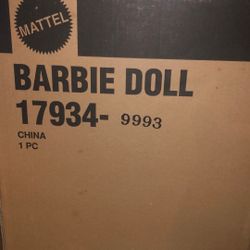 MATTEL
BARBIE DOLL
17934- 9993
CHINA
1 PC